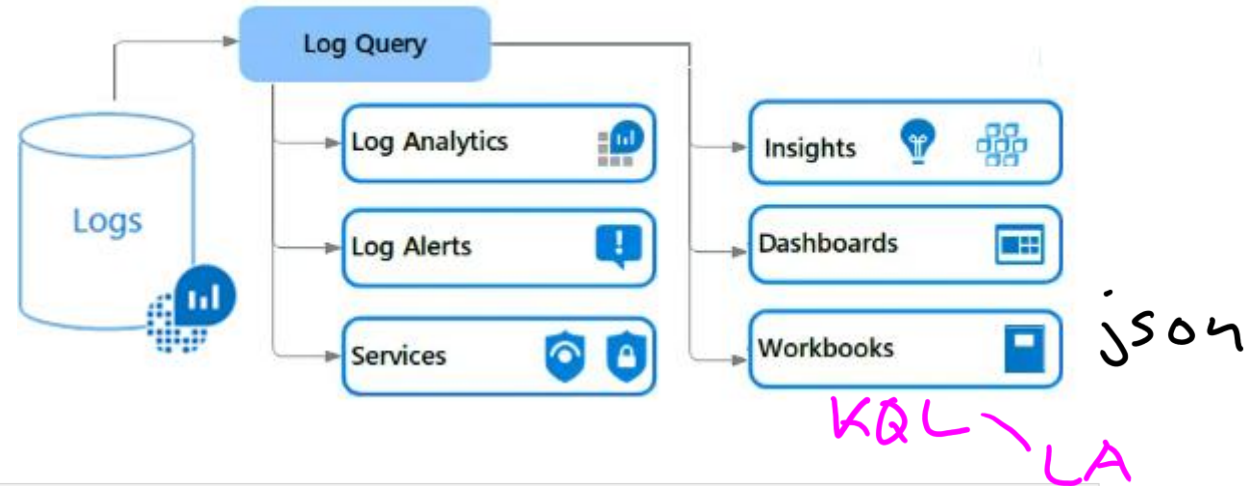 Log Query
Logs
Log Analytics
Log Alerts
Services
Insights
Dashboards
Workbooks
json
KQL
LA